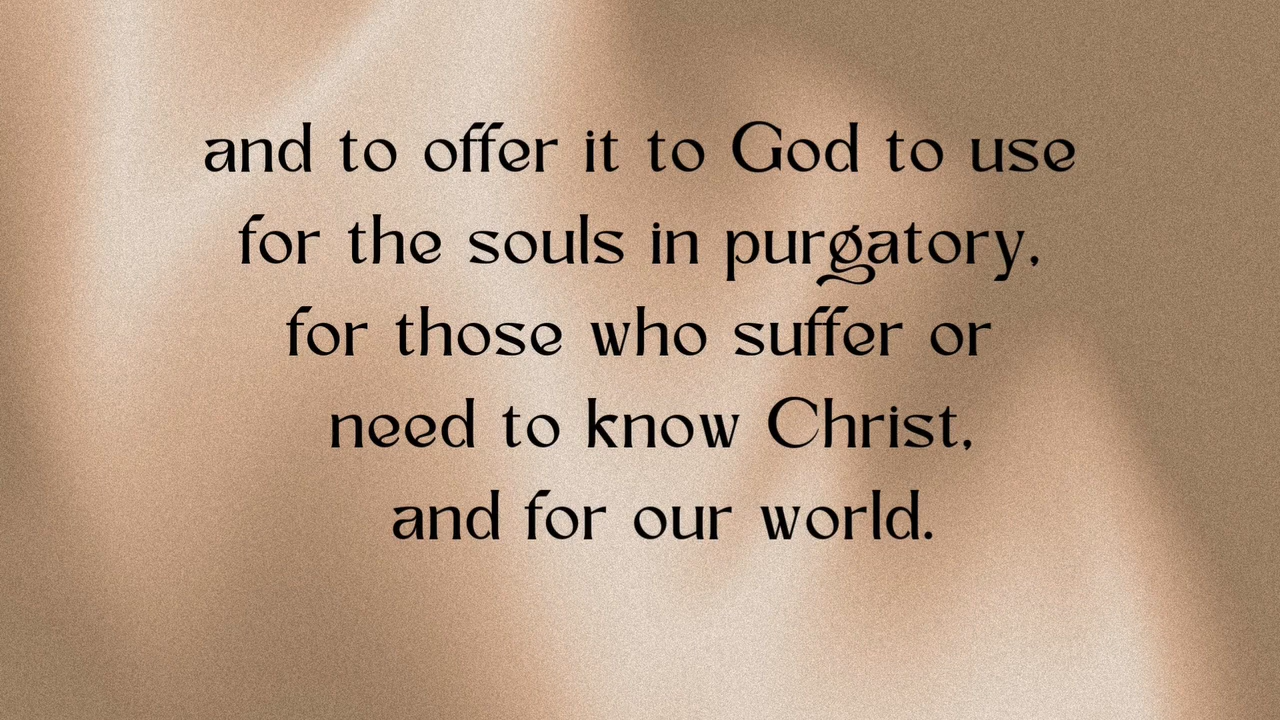 and to offer it to God to use
for the souls in purgatory,
for those who suffer or
need to know Christ,
and for our world.